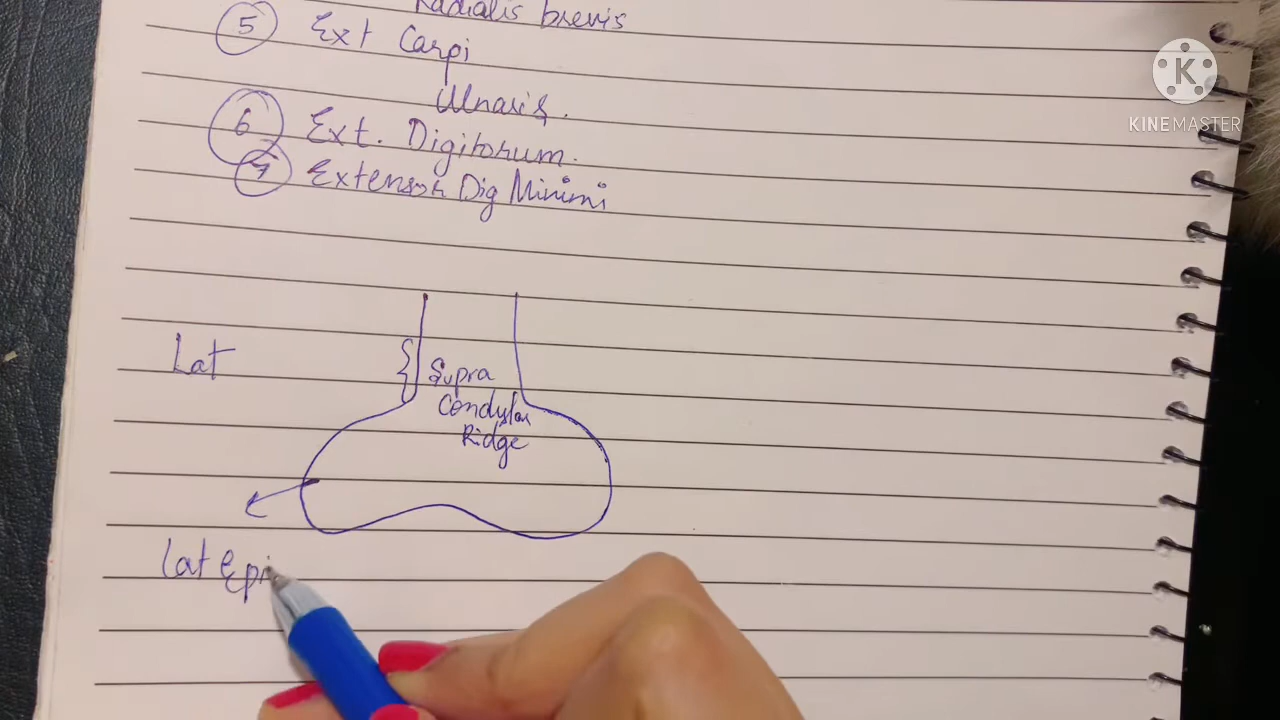 Radialis brevis
5 Ext Carpi
Ulnaris.
6 Ext. Digitorum.
7 Extensor Dig Minimi
Lat
Supra
Condylar
Ridge
Lat Epi
K
KINEMASTER